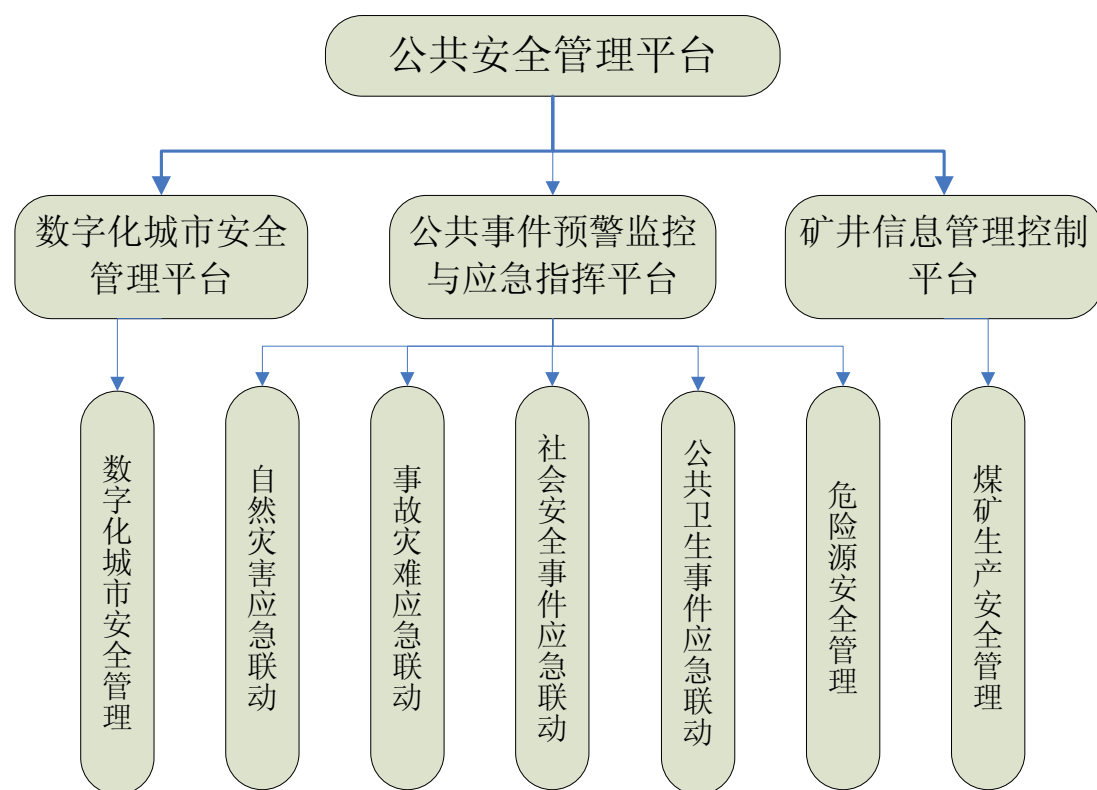 公共安全管理平台
数字化城市安全
管理平台
公共事件预警监控
与应急指挥平台
矿井信息管理控制
平台
数字化城市安全管理
自然灾害应急联动
事故灾难应急联动
社会安全事件应急联动
公共卫生事件应急联动
危险源安全管理
煤矿生产安全管理